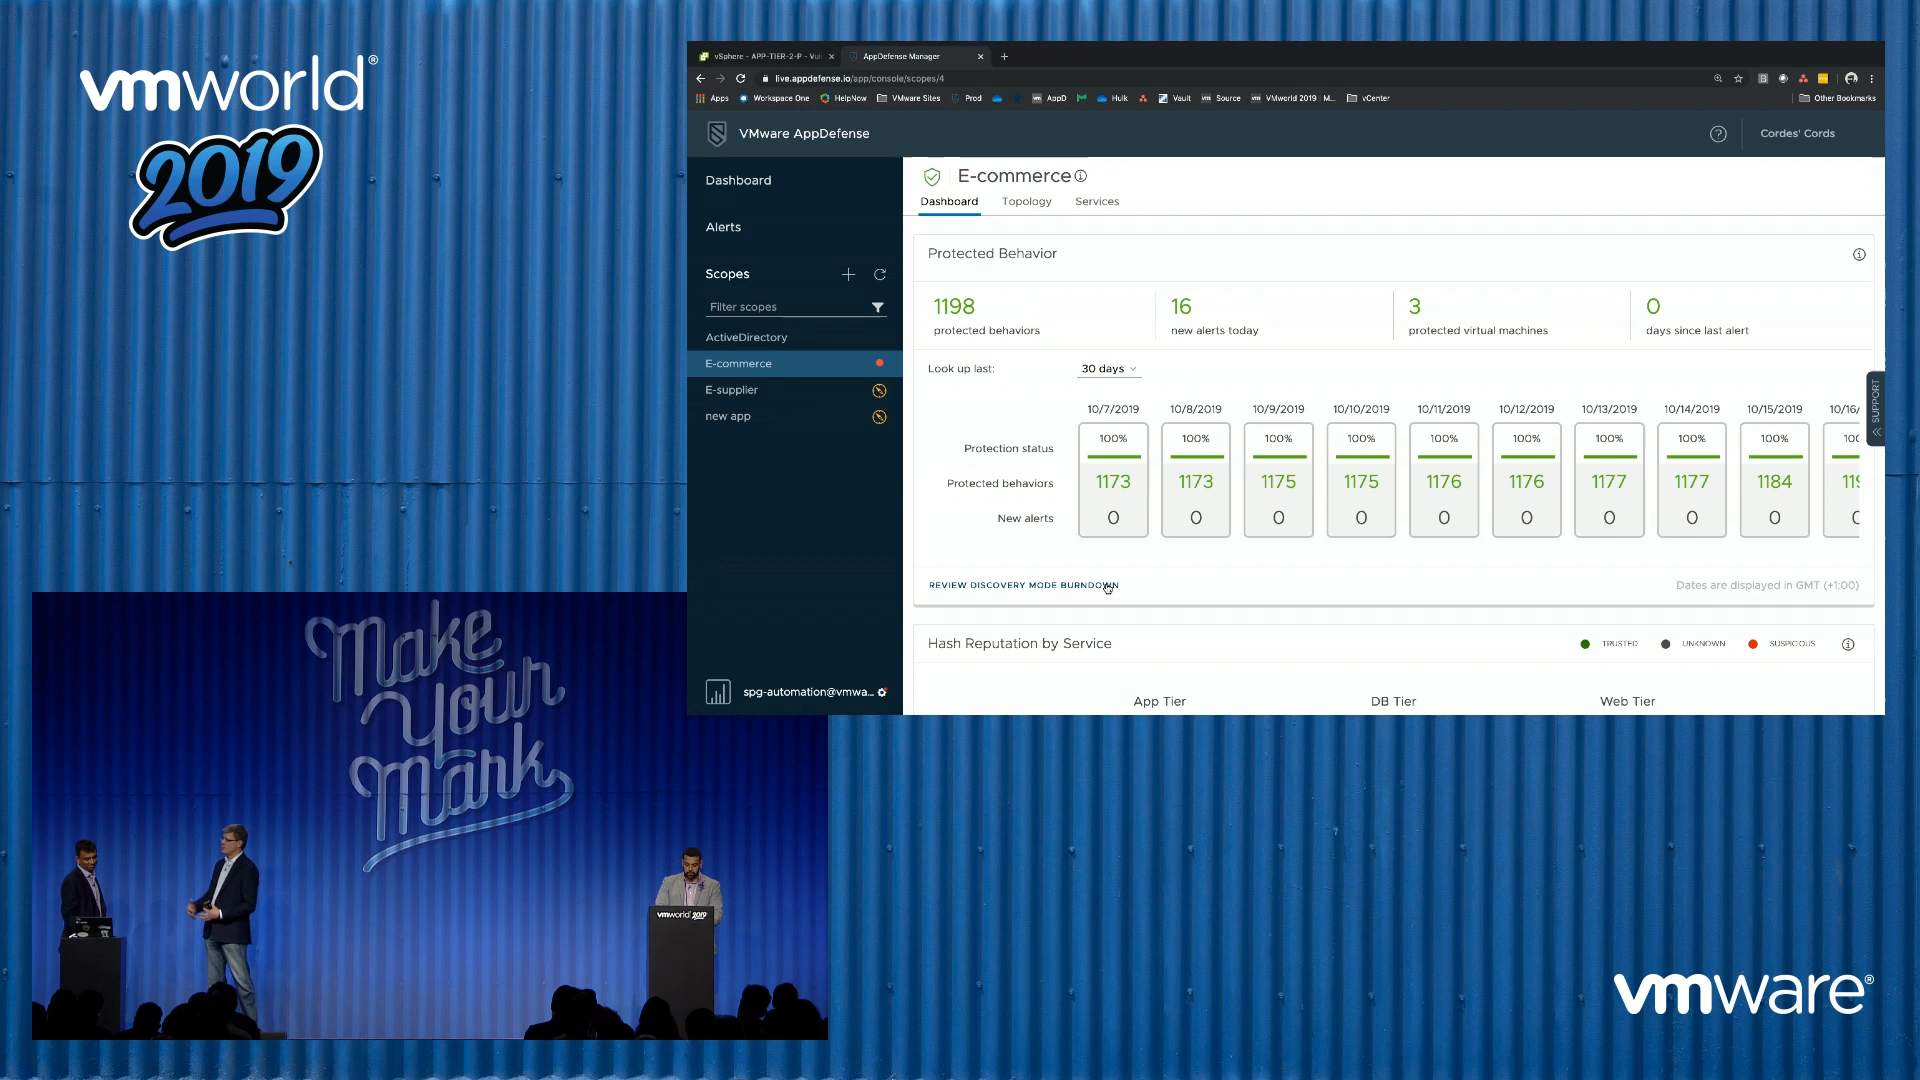 vmworld®
2019
vSphere - APP-TIER-2-P - Vul
AppDefense Manager
live.appdefense.io/app/console/scopes/4
Apps
Workspace One
HelpNow
VMware Sites
Prod
AppD
Hulk
Vault
Source
VMworld 2019 | M...
vCenter
Other Bookmarks
VMware AppDefense
Cordes' Cords
Dashboard
Alerts
Scopes
Filter scopes
ActiveDirectory
E-commerce
E-supplier
new app
spg-automation@vmwa...
E-commerce
Dashboard Topology Services
Protected Behavior
1198 16 3 0
protected behaviors new alerts today protected virtual machines days since last alert
Look up last: 30 days
10/7/2019 10/8/2019 10/9/2019 10/10/2019 10/11/2019 10/12/2019 10/13/2019 10/14/2019 10/15/2019 10/16/
Protection status 100% 100% 100% 100% 100% 100% 100% 100% 100% 100
Protected behaviors 1173 1173 1175 1175 1176 1176 1177 1177 1184
New alerts 0 0 0 0 0 0 0 0 0
REVIEW DISCOVERY MODE BURNDOWN
Dates are displayed in GMT (+1:00)
Hash Reputation by Service
TRUSTED UNKNOWN SUSPICIOUS
App Tier DB Tier Web Tier
SUPPORT
Make
Your
Mark
vmworld 2019
vmware®